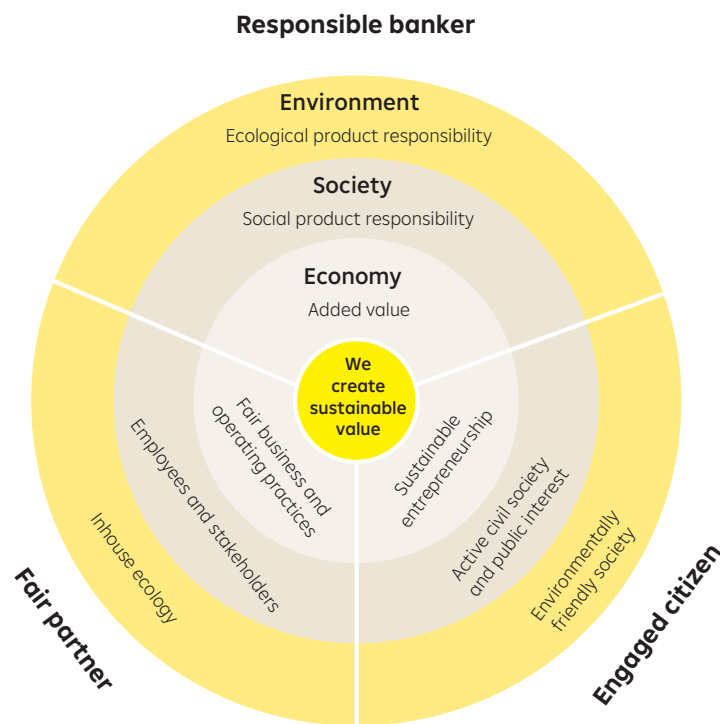 Responsible banker
Environment
Ecological product responsibility
Society
Social product responsibility
Economy
Added value
We
create
sustainable
value
Fair business and
operating practices
Employees and stakeholders
Inhouse ecology
Fair partner
Sustainable
entrepreneurship
Active civil society
and public interest
Environmentally
friendly society
Engaged citizen